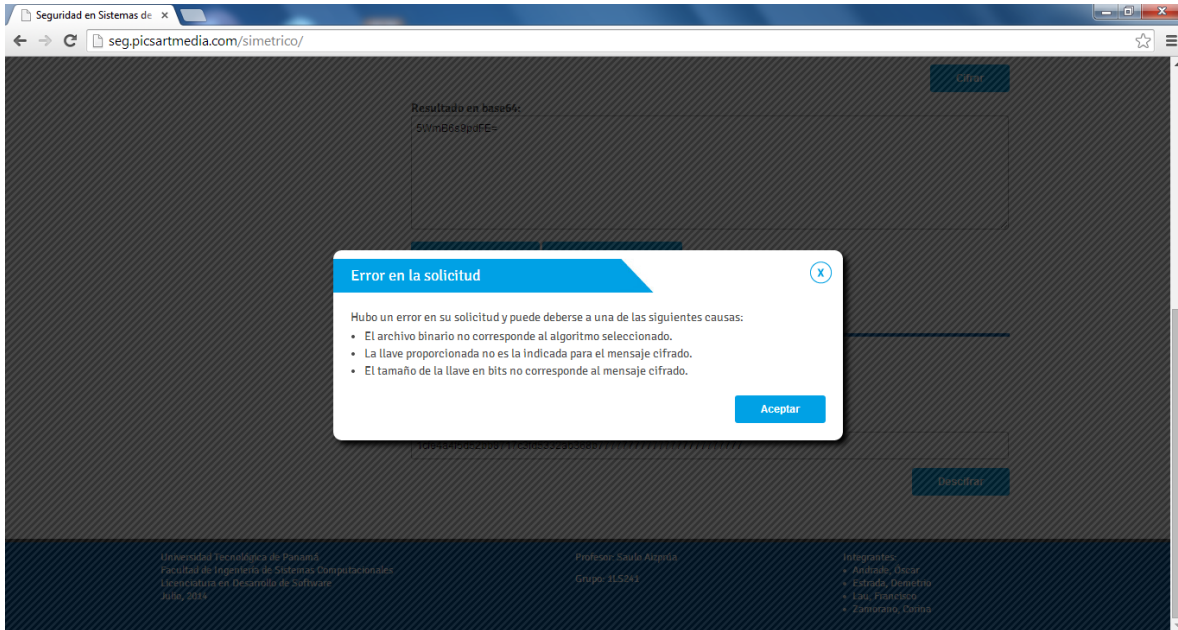 Seguridad en Sistemas de
seg.picsartmedia.com/simetrico/
Cifrar
Resultado en base64:
5WmB6s9pdFE=
Error en la solicitud
X
Hubo un error en su solicitud y puede deberse a una de las siguientes causas:
• El archivo binario no corresponde al algoritmo seleccionado.
• La llave proporcionada no es la indicada para el mensaje cifrado.
• El tamaño de la llave en bits no corresponde al mensaje cifrado.
Aceptar
Descifrar
Universidad Tecnológica de Panamá
Facultad de Ingeniería de Sistemas Computacionales
Licenciatura en Desarrollo de Software
Julio, 2014
Profesor: Saulo Aizprúa
Grupo: 1LS241
Integrantes:
• Andrade, Óscar
• Estrada, Demetrio
• Lau, Francisco
• Zamorano, Corina